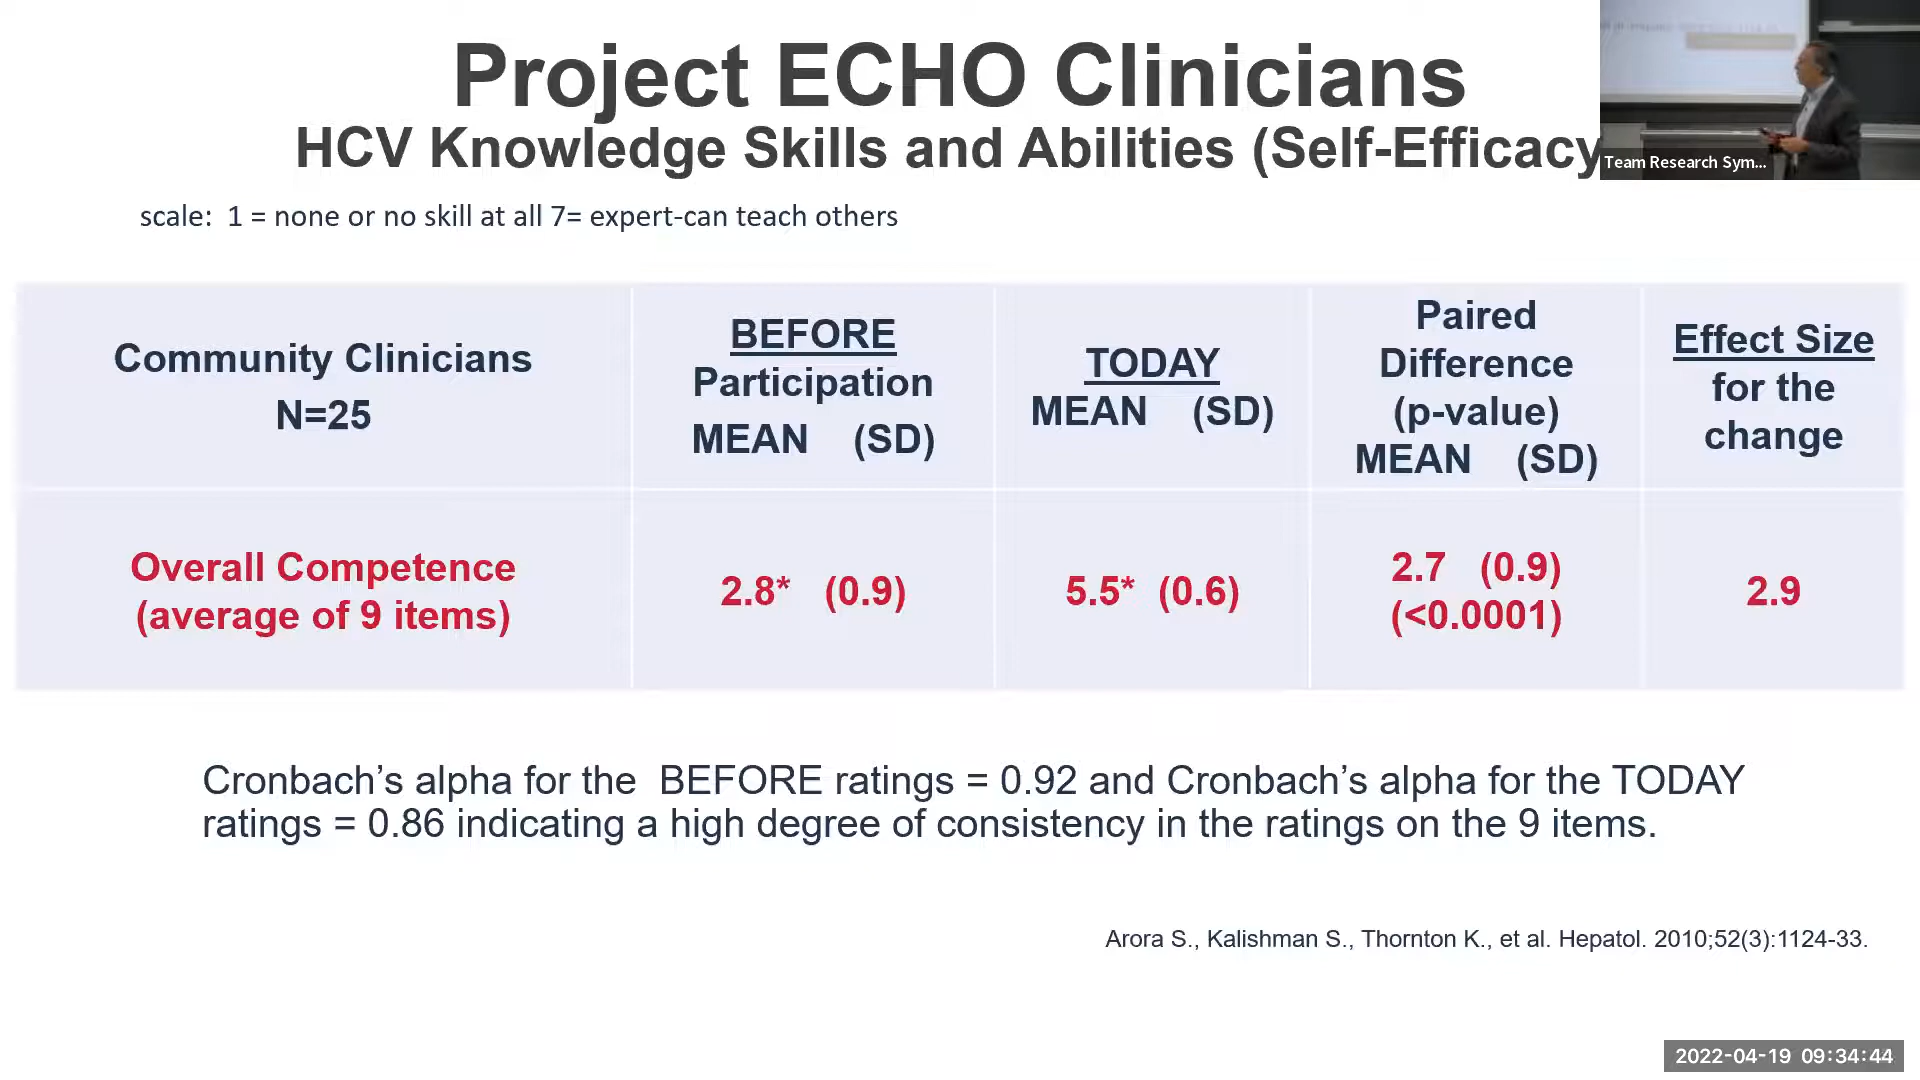 Project ECHO Clinicians
HCV Knowledge Skills and Abilities (Self-Efficacy
Team Research Sym...
scale:  1 = none or no skill at all 7= expert-can teach others
Community Clinicians
N=25
BEFORE
Participation
MEAN (SD)
TODAY
MEAN (SD)
Paired
Difference
(p-value)
MEAN (SD)
Effect Size
for the
change
Overall Competence
(average of 9 items)
2.8* (0.9)
5.5* (0.6)
2.7 (0.9)
(<0.0001)
2.9
Cronbach’s alpha for the  BEFORE ratings = 0.92 and Cronbach’s alpha for the TODAY
ratings = 0.86 indicating a high degree of consistency in the ratings on the 9 items.
Arora S., Kalishman S., Thornton K., et al. Hepatol. 2010;52(3):1124-33.
2022-04-19 09:34:44